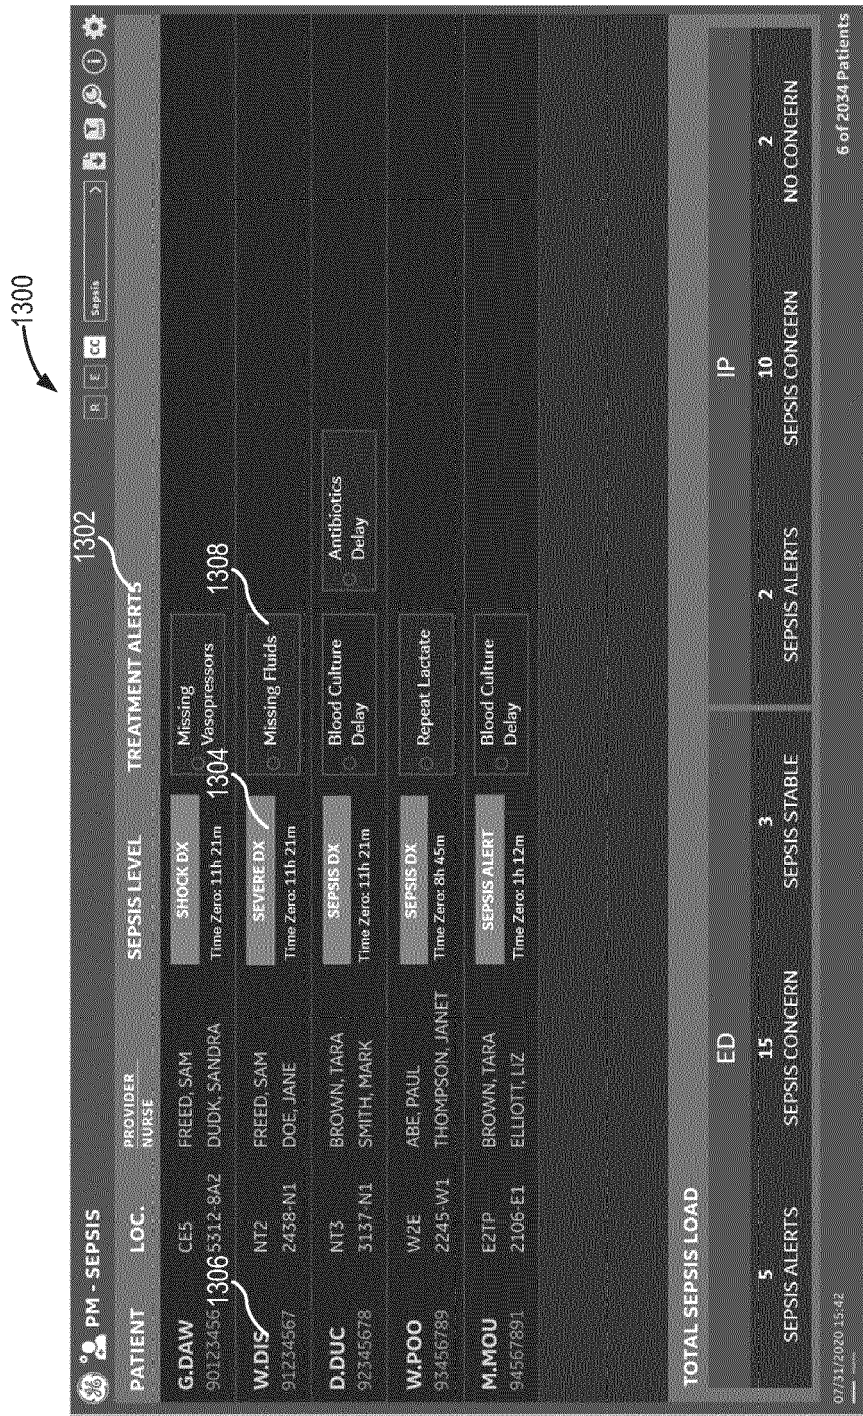 1300
PM - SEPSIS
R E CC Sepsis
1302
PATIENT LOC. PROVIDER SEPSIS LEVEL TREATMENT ALERTS
NURSE
G.DAW CE5 FREED, SAM SHOCK DX Missing
901234561306 5312-8A2 DUDK, SANDRA Time Zero: 11h 21m Vasopressors
1304 1308
W.DIS NT2 FREED, SAM SEVERE DX Missing Fluids
91234567 2438-N1 DOE, JANE Time Zero: 11h 21m
D.DUC NT3 BROWN, TARA SEPSIS DX Blood Culture Antibiotics
92345678 3137-N1 SMITH, MARK Time Zero: 11h 21m Delay Delay
W.POO W2E ABE, PAUL SEPSIS DX Repeat Lactate
93456789 2245-W1 THOMPSON, JANET Time Zero: 8h 45m
M.MOU E2TP BROWN, TARA SEPSIS ALERT Blood Culture
94567891 2106-E1 ELLIOTT, LIZ Time Zero: 1h 12m Delay
TOTAL SEPSIS LOAD
ED IP
5 15 3 2 10 2
SEPSIS ALERTS SEPSIS CONCERN SEPSIS STABLE SEPSIS ALERTS SEPSIS CONCERN NO CONCERN
07/31/2020 15:42 6 of 2034 Patients